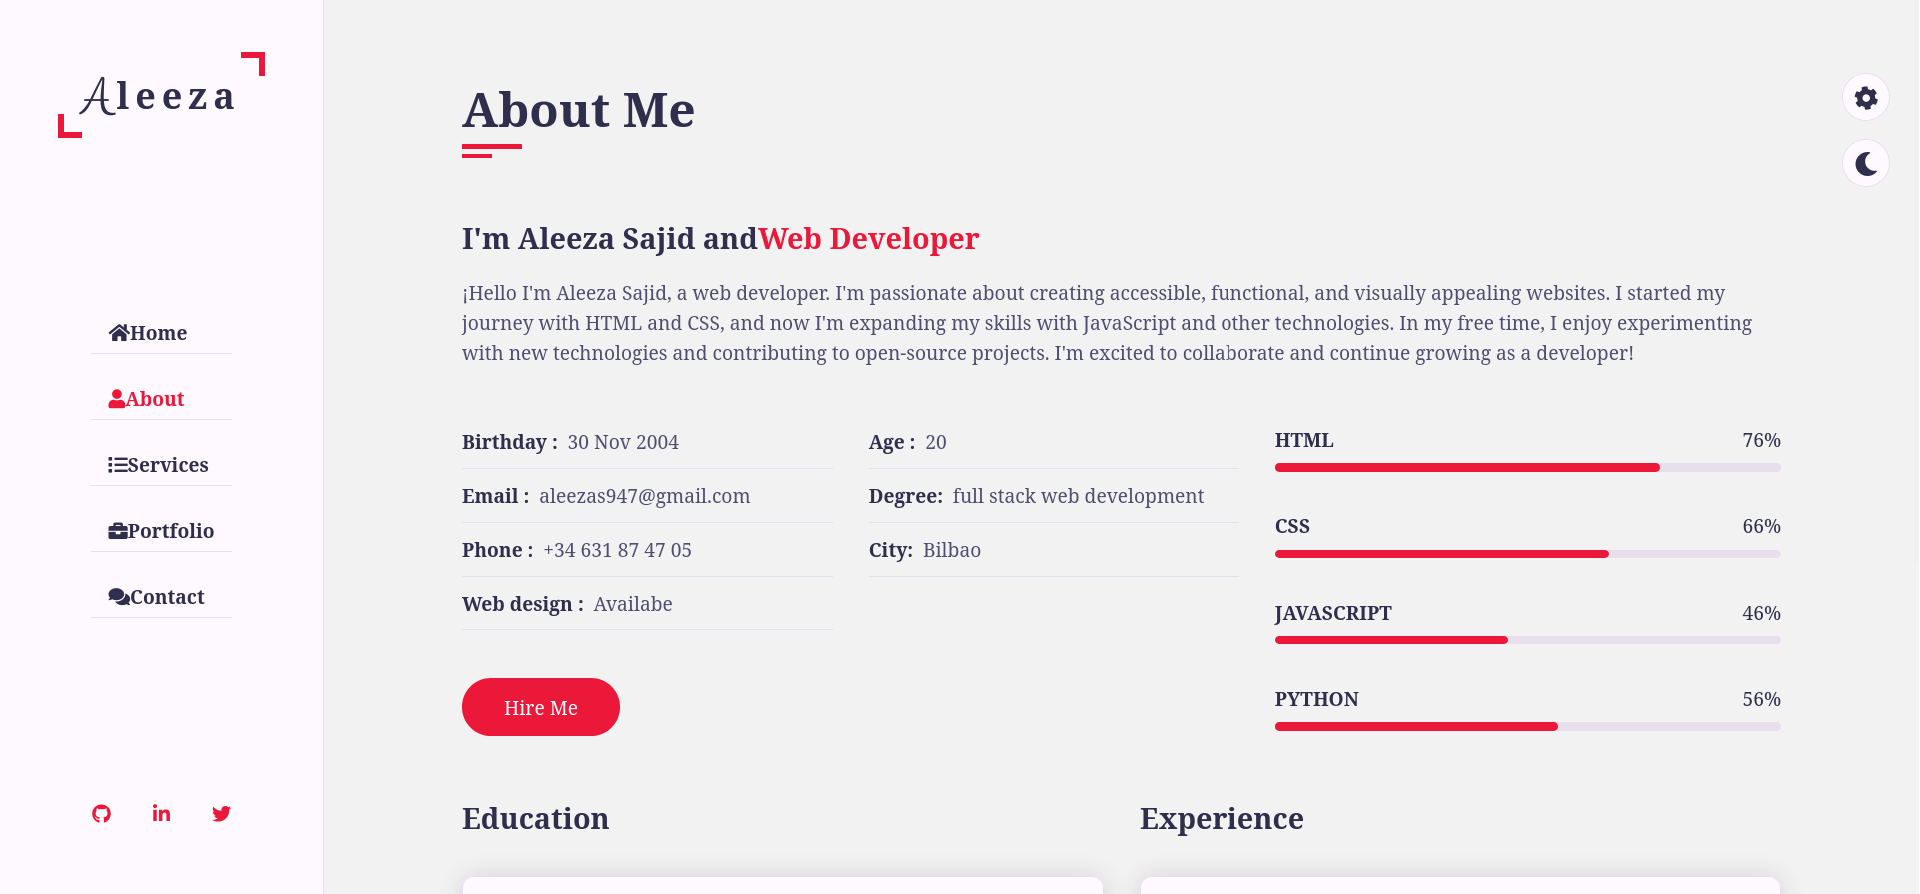 Aleeza
Home
About
Services
Portfolio
Contact
About Me
I'm Aleeza Sajid andWeb Developer
¡Hello I'm Aleeza Sajid, a web developer. I'm passionate about creating accessible, functional, and visually appealing websites. I started my
journey with HTML and CSS, and now I'm expanding my skills with JavaScript and other technologies. In my free time, I enjoy experimenting
with new technologies and contributing to open-source projects. I'm excited to collaborate and continue growing as a developer!
Birthday : 30 Nov 2004
Email : aleezas947@gmail.com
Phone : +34 631 87 47 05
Web design : Availabe
Age : 20
Degree: full stack web development
City: Bilbao
Hire Me
HTML 76%
CSS 66%
JAVASCRIPT 46%
PYTHON 56%
Education
Experience